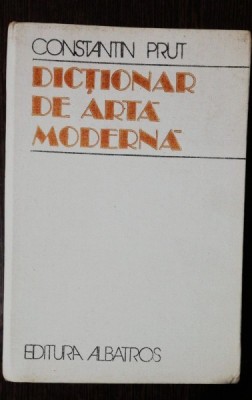 CONSTANTIN PRUT
DICȚIONAR
DE ARTĂ
MODERNĂ
EDITURA ALBATROS